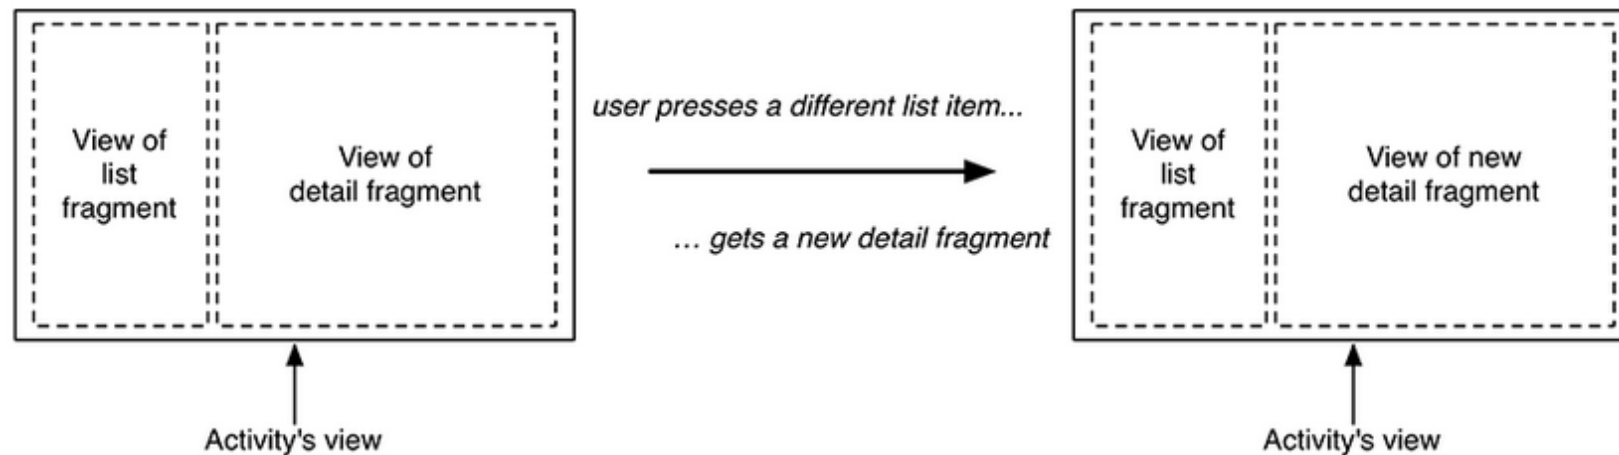 View of
list
fragment
View of
detail fragment
user presses a different list item...
... gets a new detail fragment
View of
list
fragment
View of new
detail fragment
Activity's view
Activity's view